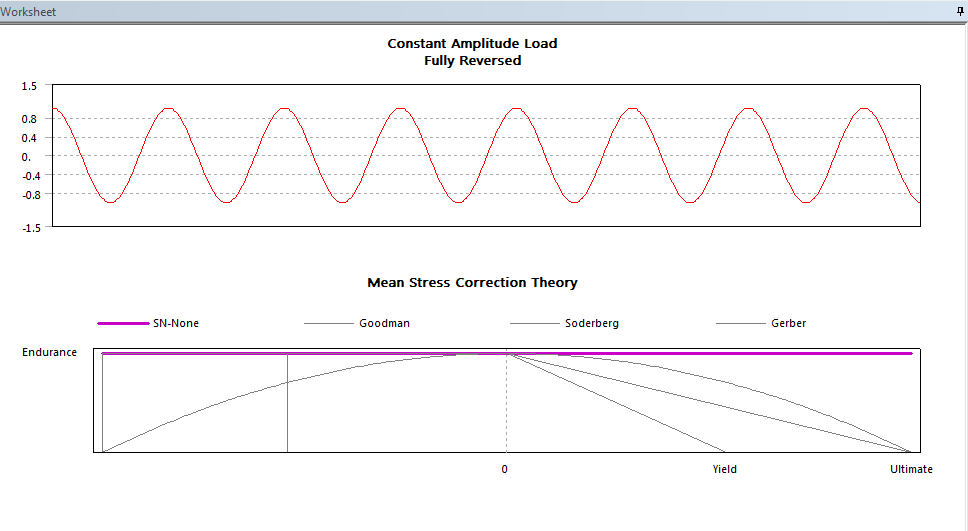 Worksheet
Constant Amplitude Load
Fully Reversed
1.5
0.8
0.4
0.
-0.4
-0.8
-1.5
Mean Stress Correction Theory
SN-None Goodman Soderberg Gerber
Endurance
0 Yield Ultimate